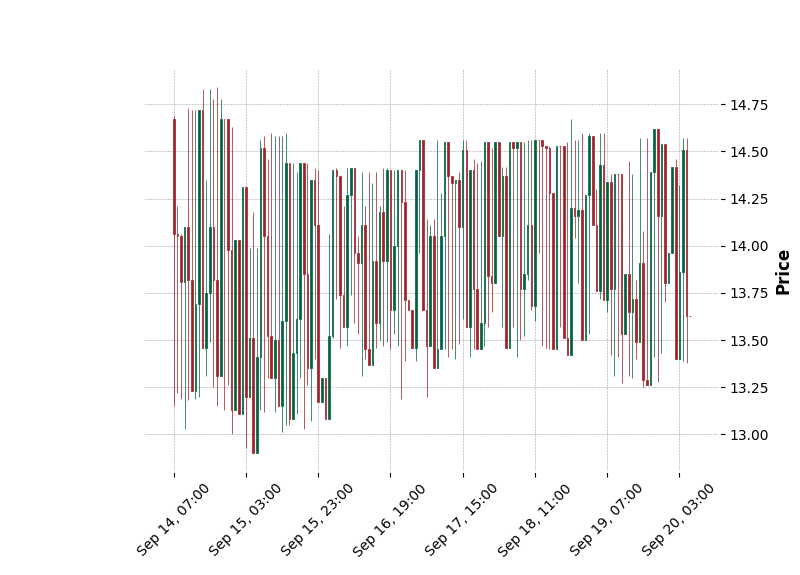 14.75
14.50
14.25
14.00
13.75
13.50
13.25
13.00
Price
Sep 14, 07:00
Sep 15, 03:00
Sep 15, 23:00
Sep 16, 19:00
Sep 17, 15:00
Sep 18, 11:00
Sep 19, 07:00
Sep 20, 03:00